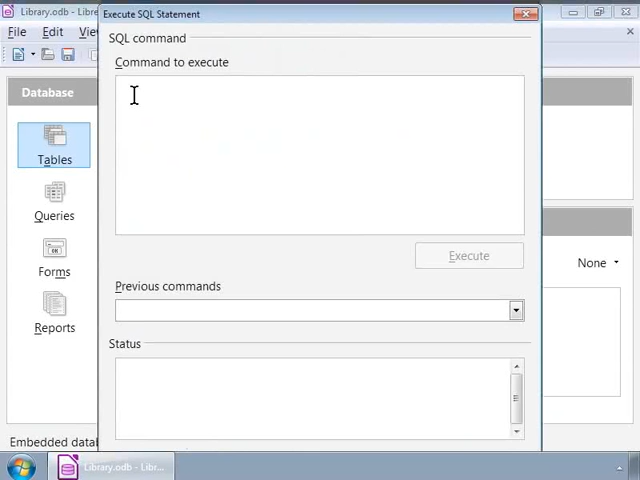 Library.odb - Libre
Execute SQL Statement
File Edit Vie
SQL command
Command to execute
Database
Tables
Queries
Forms
Reports
Execute
None
Previous commands
Status
Embedded datab
Library.odb - Libr...